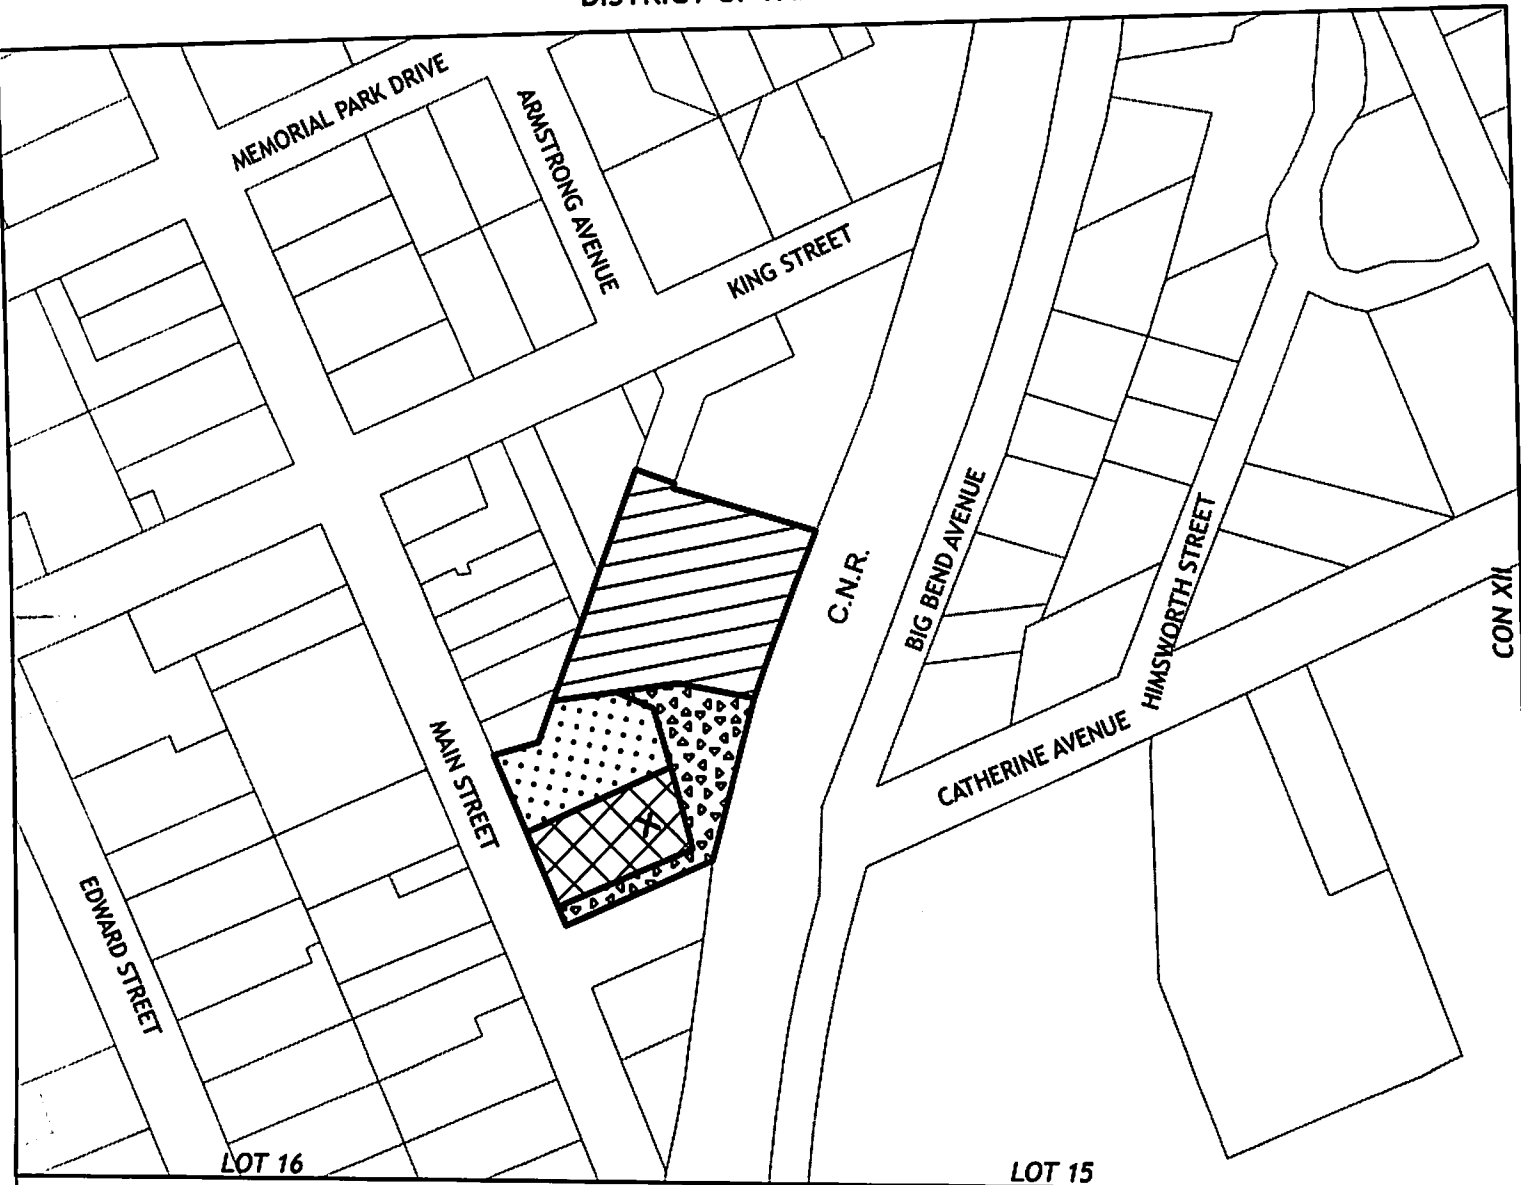 MEMORIAL PARK DRIVE
ARMSTRONG AVENUE
KING STREET
C.N.R.
BIG BEND AVENUE
HIMSWORTH STREET
CON XII
MAIN STREET
CATHERINE AVENUE
X
EDWARD STREET
LOT 16
LOT 15